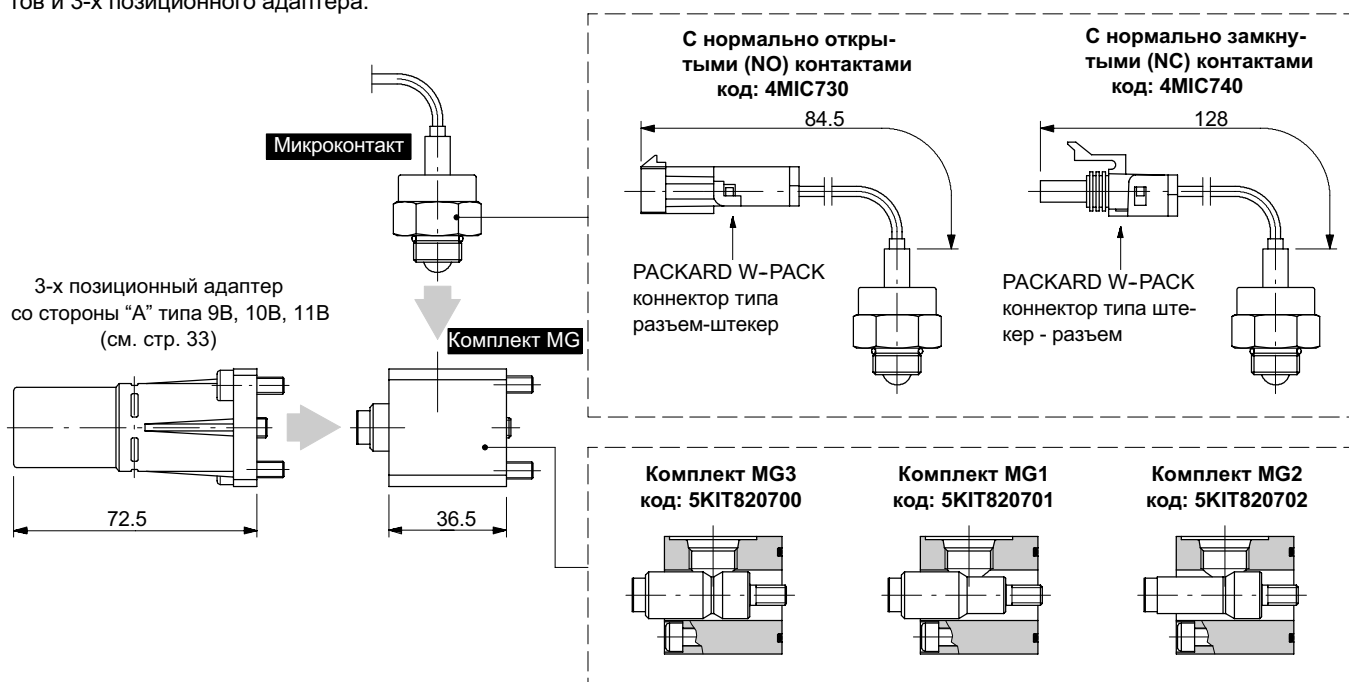 тов и 3-х позиционного адаптера.
С нормально откры-
тыми (NO) контактами
код: 4MIC730
84.5
С нормально замкну-
тыми (NC) контактами
код: 4MIC740
128
Микроконтакт
PACKARD W-PACK
коннектор типа
разъем-штекер
PACKARD W-PACK
коннектор типа ште-
кер - разъем
3-х позиционный адаптер
со стороны “А” типа 9В, 10В, 11В
(см. стр. 33)
Комплект MG
72.5
36.5
Комплект MG3
код: 5KIT820700
Комплект MG1
код: 5KIT820701
Комплект MG2
код: 5KIT820702